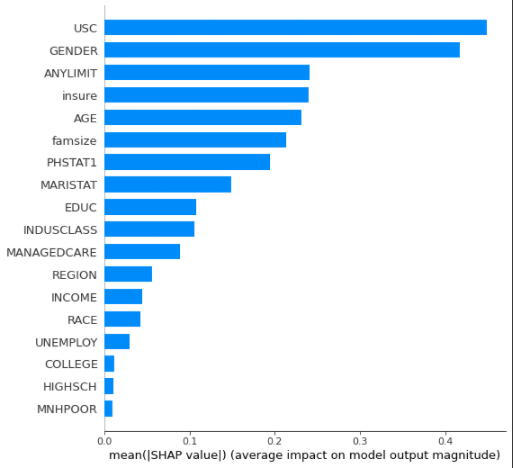 USC
GENDER
ANYLIMIT
insure
AGE
famsize
PHSTAT1
MARISTAT
EDUC
INDUSCLASS
MANAGEDCARE
REGION
INCOME
RACE
UNEMPLOY
COLLEGE
HIGHSCH
MNHPOOR
0.0 0.1 0.2 0.3 0.4
mean(|SHAP value|) (average impact on model output magnitude)